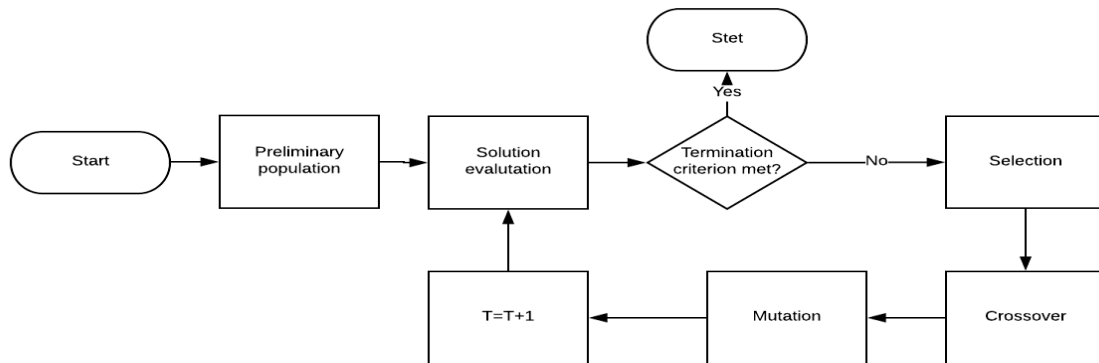 Stet
Yes
Start
Preliminary
population
Solution
evalutation
Termination
criterion met?
No
Selection
T=T+1
Mutation
Crossover